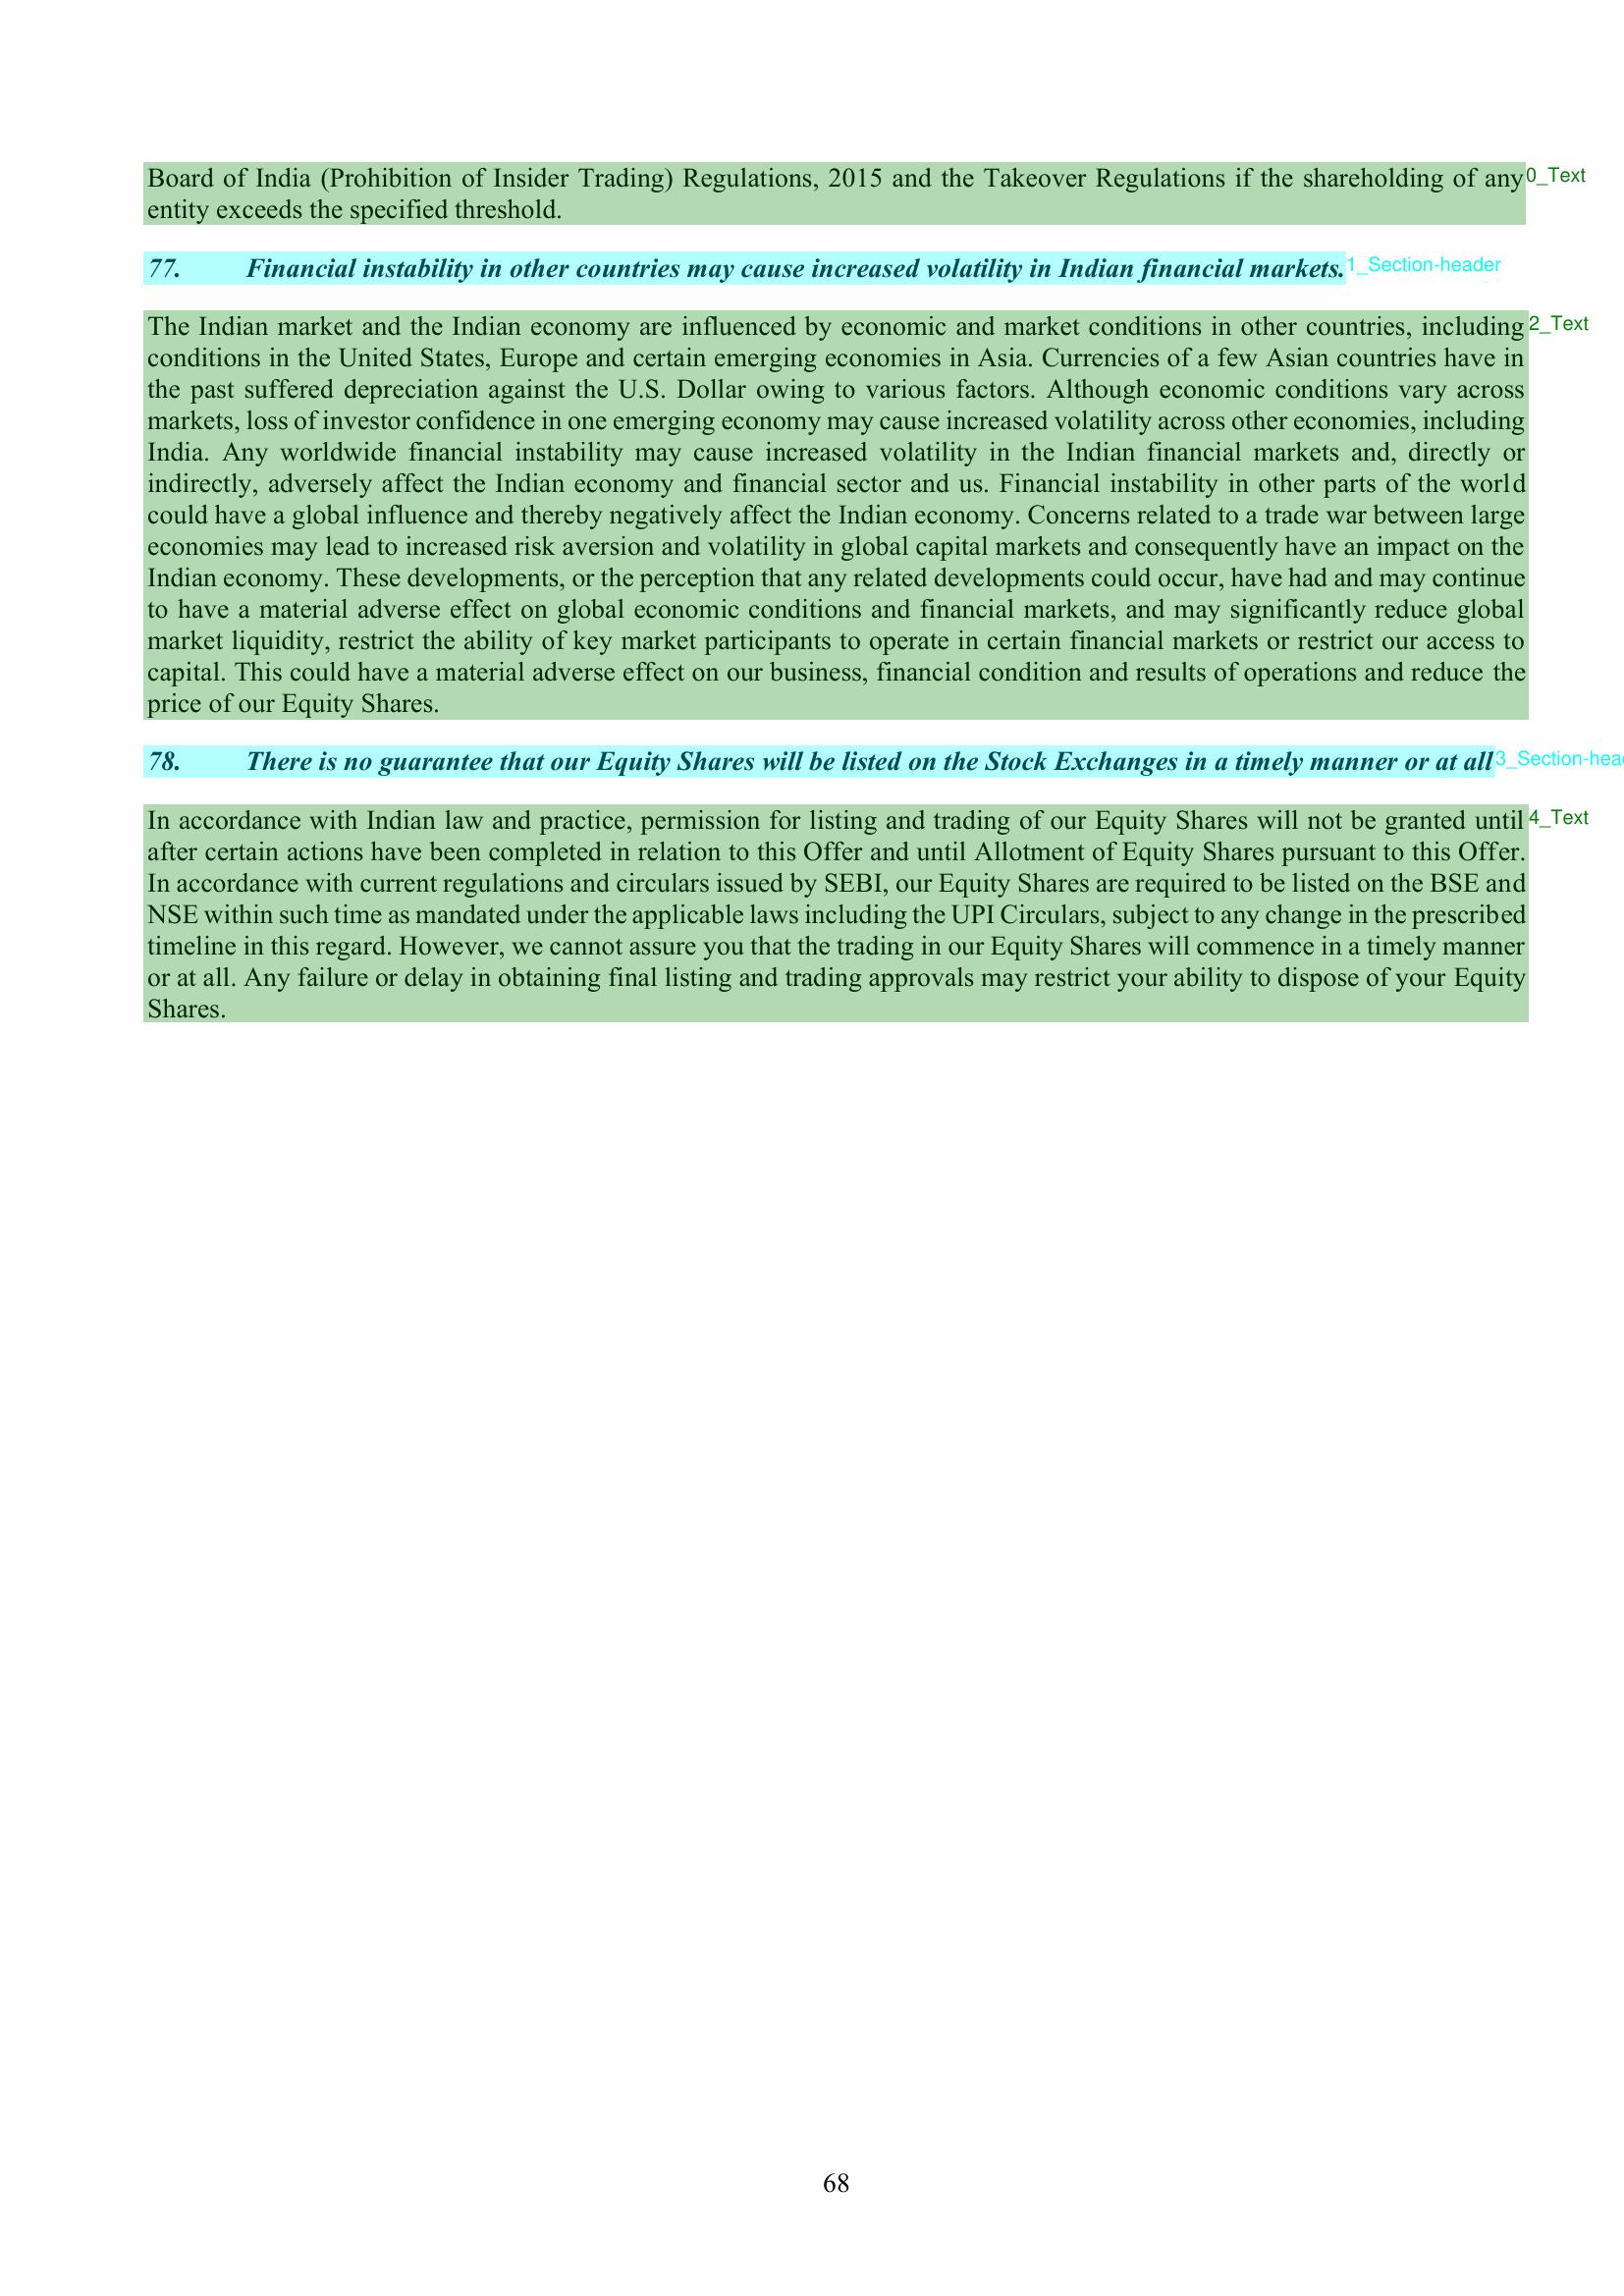 Board of India (Prohibition of Insider Trading) Regulations, 2015 and the Takeover Regulations if the shareholding of any 0_Text
entity exceeds the specified threshold.
77. Financial instability in other countries may cause increased volatility in Indian financial markets. 1_Section-header
The Indian market and the Indian economy are influenced by economic and market conditions in other countries, including 2_Text
conditions in the United States, Europe and certain emerging economies in Asia. Currencies of a few Asian countries have in
the past suffered depreciation against the U.S. Dollar owing to various factors. Although economic conditions vary across
markets, loss of investor confidence in one emerging economy may cause increased volatility across other economies, including
India. Any worldwide financial instability may cause increased volatility in the Indian financial markets and, directly or
indirectly, adversely affect the Indian economy and financial sector and us. Financial instability in other parts of the world
could have a global influence and thereby negatively affect the Indian economy. Concerns related to a trade war between large
economies may lead to increased risk aversion and volatility in global capital markets and consequently have an impact on the
Indian economy. These developments, or the perception that any related developments could occur, have had and may continue
to have a material adverse effect on global economic conditions and financial markets, and may significantly reduce global
market liquidity, restrict the ability of key market participants to operate in certain financial markets or restrict our access to
capital. This could have a material adverse effect on our business, financial condition and results of operations and reduce the
price of our Equity Shares.
78. There is no guarantee that our Equity Shares will be listed on the Stock Exchanges in a timely manner or at all 3_Section-hea
In accordance with Indian law and practice, permission for listing and trading of our Equity Shares will not be granted until 4_Text
after certain actions have been completed in relation to this Offer and until Allotment of Equity Shares pursuant to this Offer.
In accordance with current regulations and circulars issued by SEBI, our Equity Shares are required to be listed on the BSE and
NSE within such time as mandated under the applicable laws including the UPI Circulars, subject to any change in the prescribed
timeline in this regard. However, we cannot assure you that the trading in our Equity Shares will commence in a timely manner
or at all. Any failure or delay in obtaining final listing and trading approvals may restrict your ability to dispose of your Equity
Shares.
68